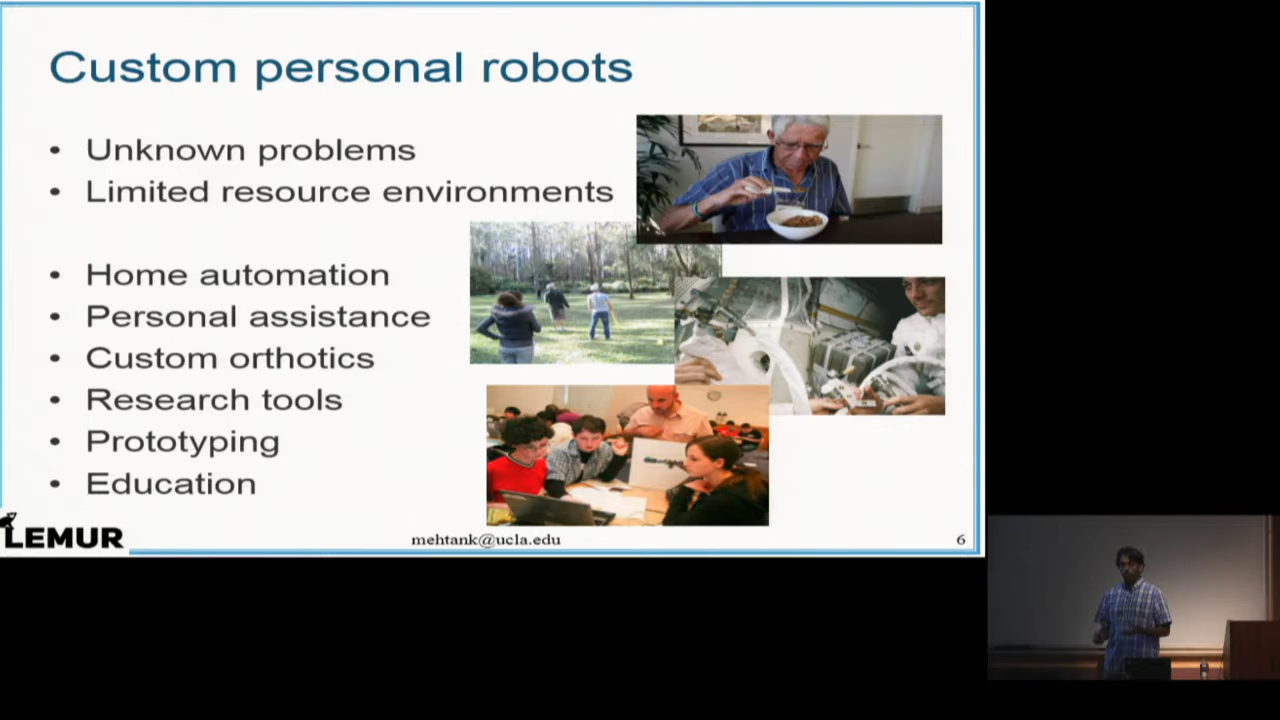 Custom personal robots
• Unknown problems
• Limited resource environments
• Home automation
• Personal assistance
• Custom orthotics
• Research tools
• Prototyping
• Education
LEMUR
mehtank@ucla.edu
6